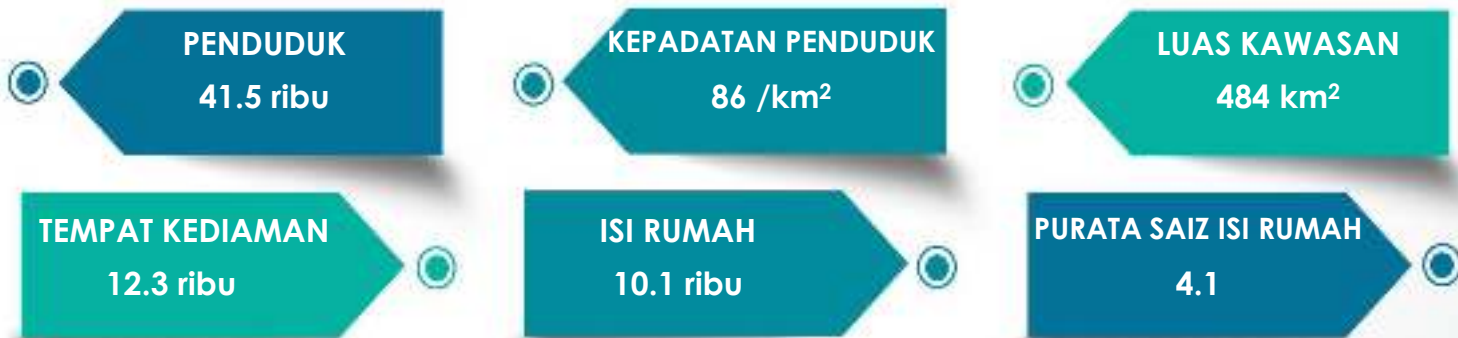 PENDUDUK
41.5 ribu
KEPADATAN PENDUDUK
86 /km²
LUAS KAWASAN
484 km²
TEMPAT KEDIAMAN
12.3 ribu
ISI RUMAH
10.1 ribu
PURATA SAIZ ISI RUMAH
4.1